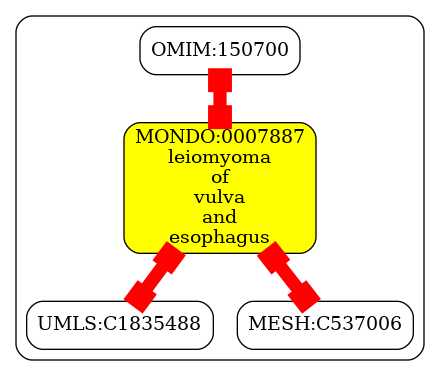 OMIM:150700
MONDO:0007887
leiomyoma
of
vulva
and
esophagus
UMLS:C1835488
MESH:C537006